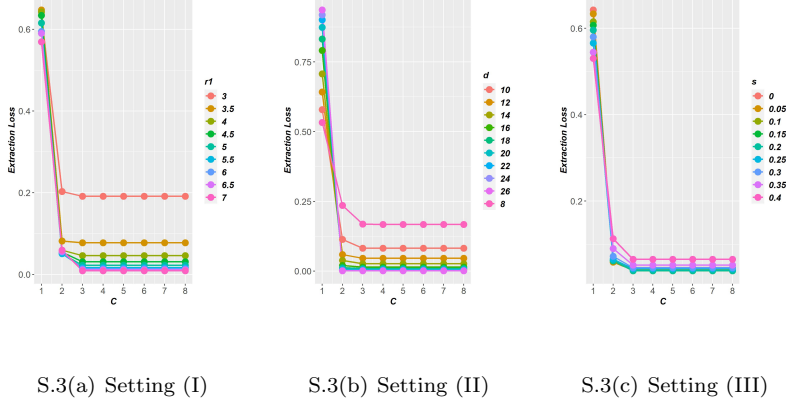 Extraction Loss
0.6
0.4
0.2
0.0
1 2 3 4 5 6 7 8
C
r1
3
3.5
4
4.5
5
5.5
6
6.5
7
Extraction Loss
0.75
0.50
0.25
0.00
1 2 3 4 5 6 7 8
C
d
10
12
14
16
18
20
22
24
26
8
Extraction Loss
0.6
0.4
0.2
1 2 3 4 5 6 7 8
C
s
0
0.05
0.1
0.15
0.2
0.25
0.3
0.35
0.4
S.3(a) Setting (I)
S.3(b) Setting (II)
S.3(c) Setting (III)